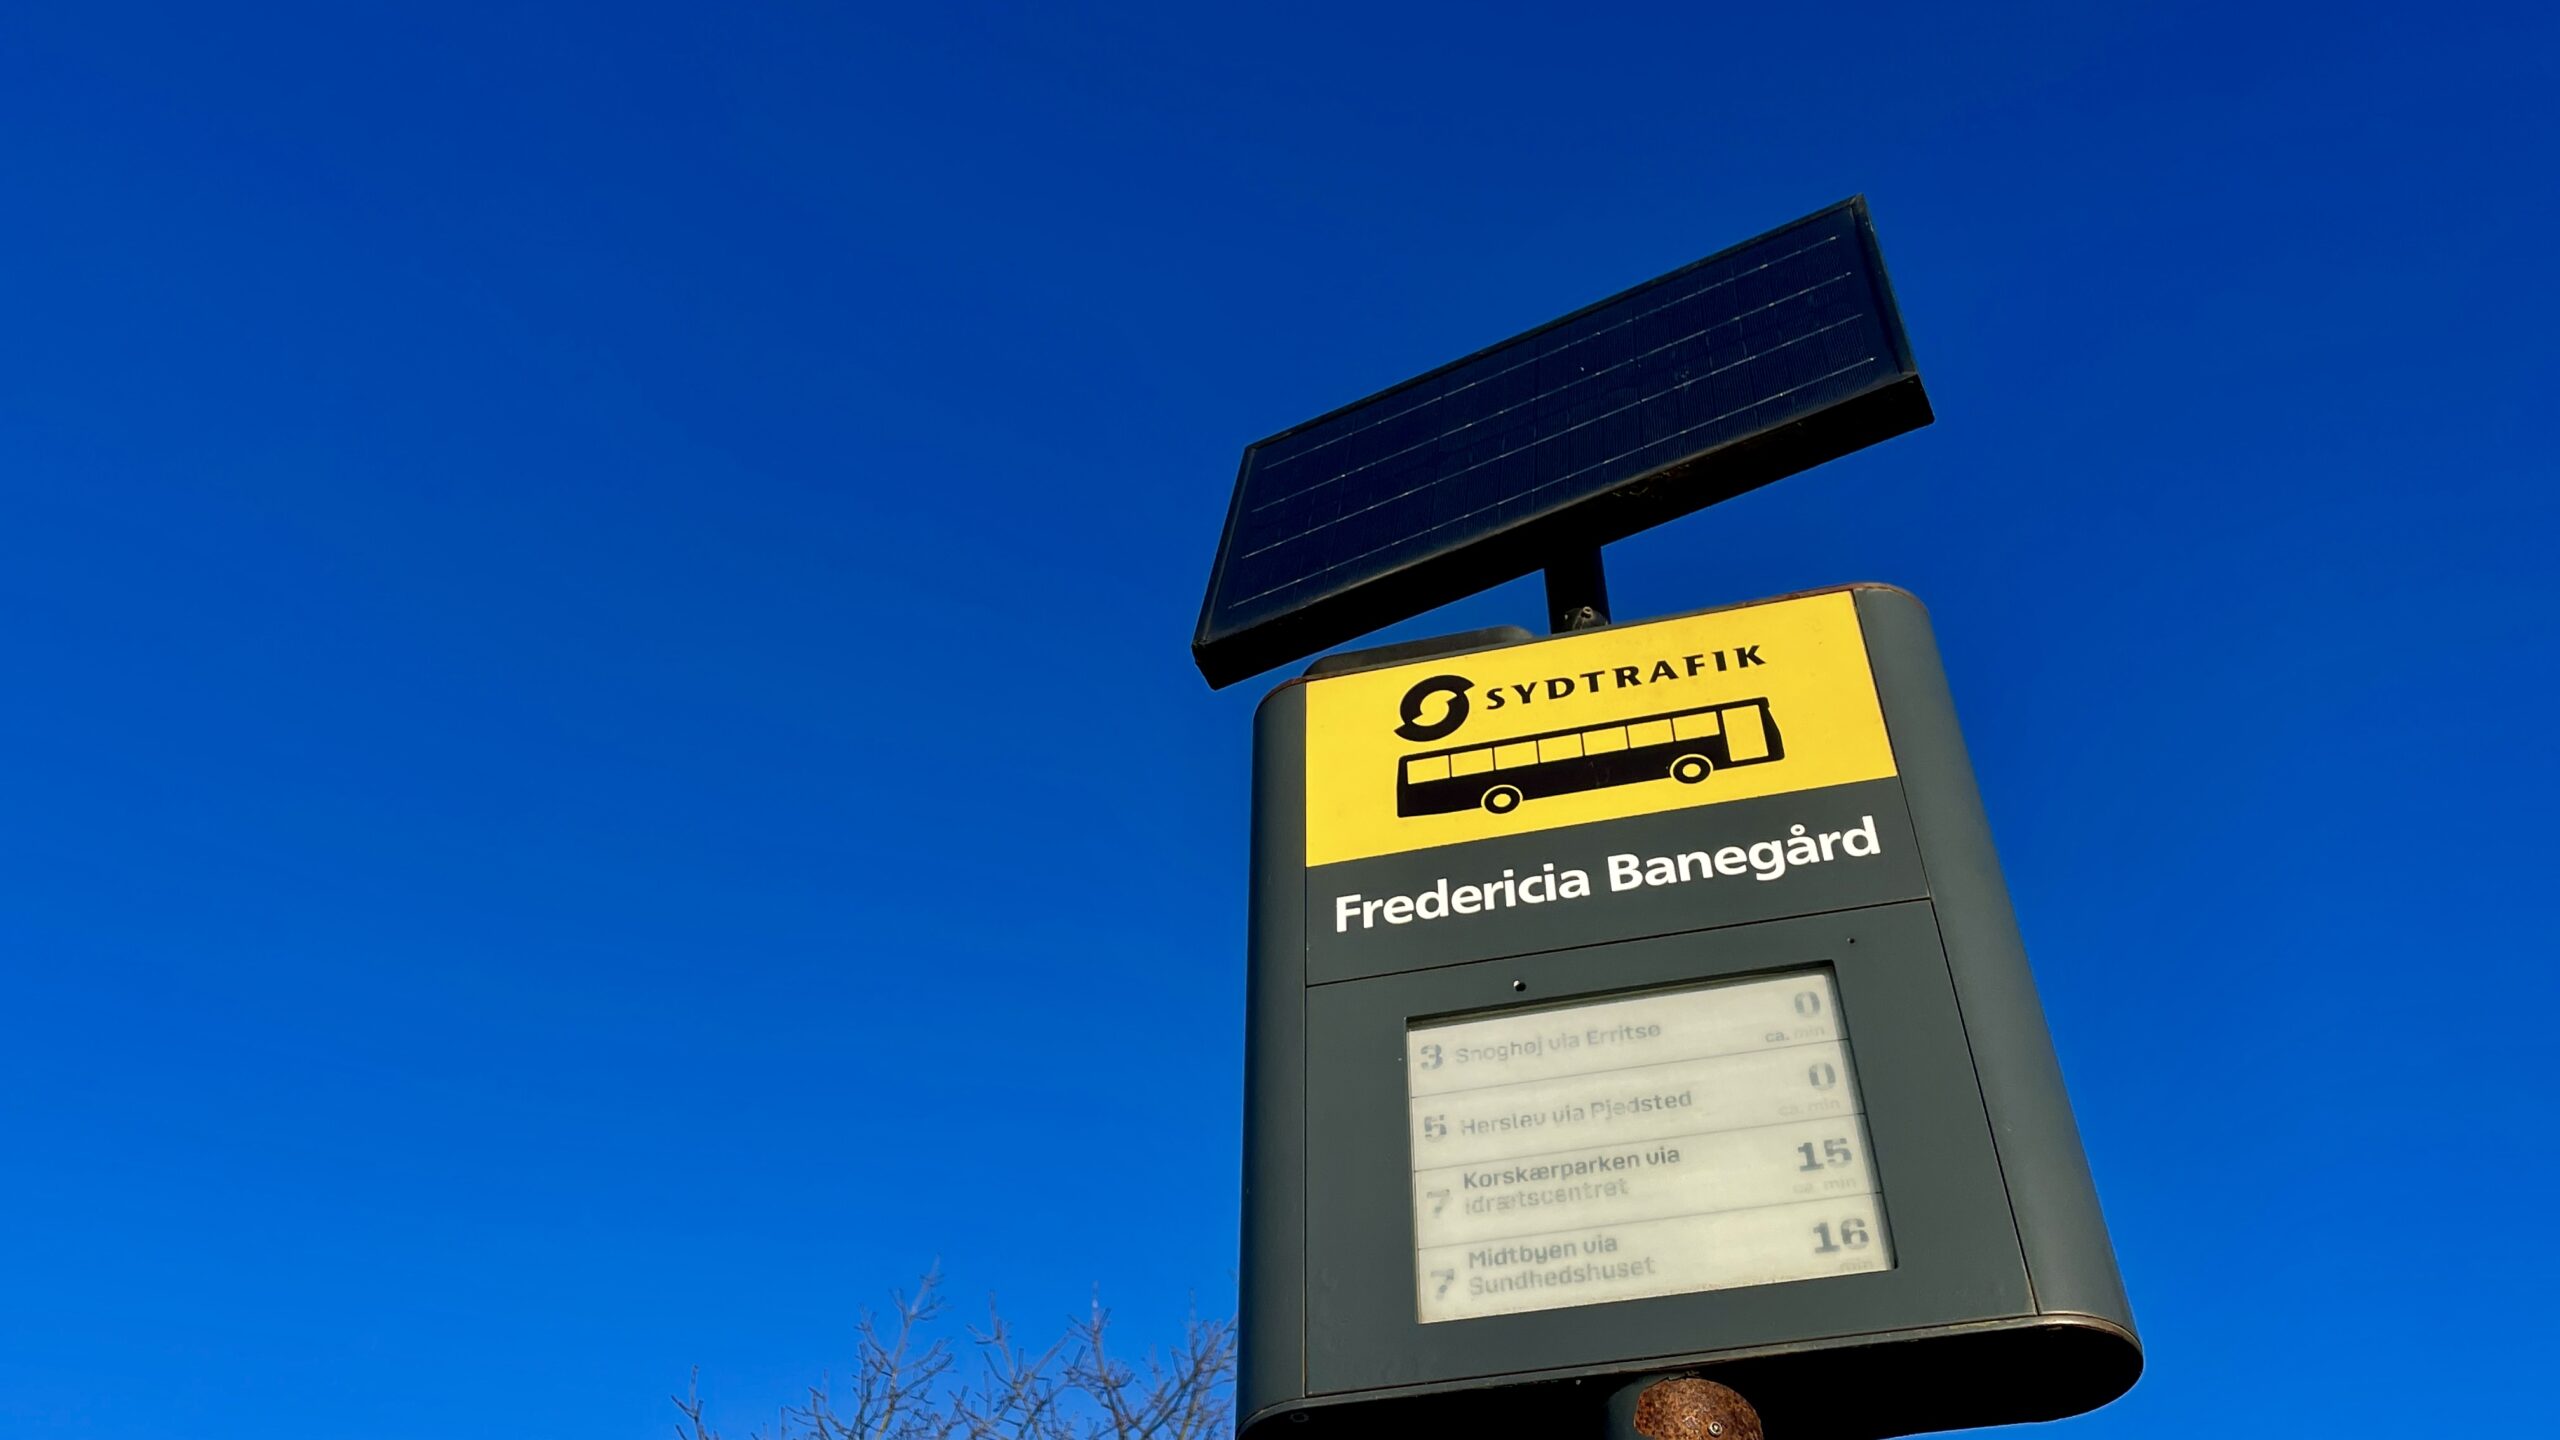 SYDTRAFIK
Fredericia Banegård
3 Snoghøj via Erritsø 0
ca. min
5 Herslev via Pjedsted 0
ca. min
7 Korskærparken via 15
Idrætscentret ca. min
7 Midtbyen via 16
Sundhedshuset min